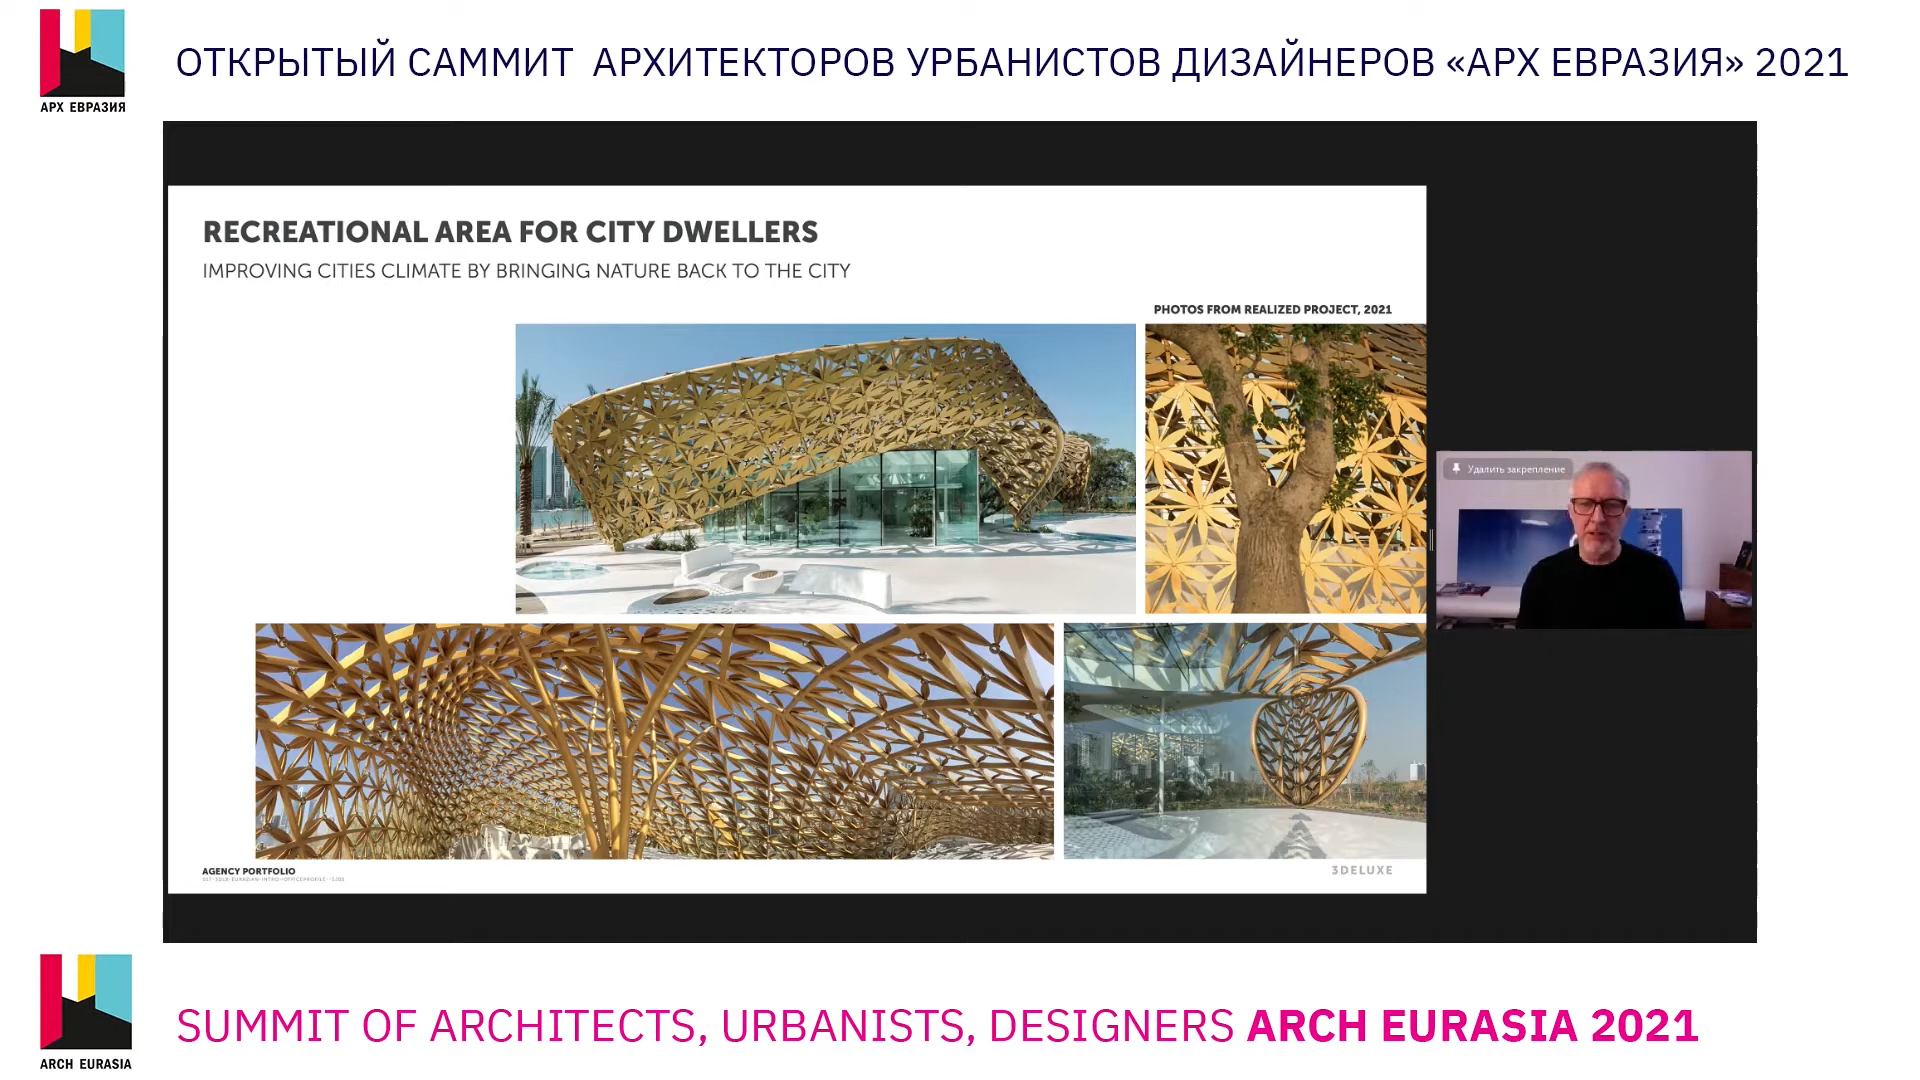 АРХ ЕВРАЗИЯ
ОТКРЫТЫЙ САММИТ АРХИТЕКТОРОВ УРБАНИСТОВ ДИЗАЙНЕРОВ «АРХ ЕВРАЗИЯ» 2021
RECREATIONAL AREA FOR CITY DWELLERS
IMPROVING CITIES CLIMATE BY BRINGING NATURE BACK TO THE CITY
PHOTOS FROM REALIZED PROJECT, 2021
Удалить закрепление
AGENCY PORTFOLIO
3DELUXE
ARCH EURASIA
SUMMIT OF ARCHITECTS, URBANISTS, DESIGNERS ARCH EURASIA 2021